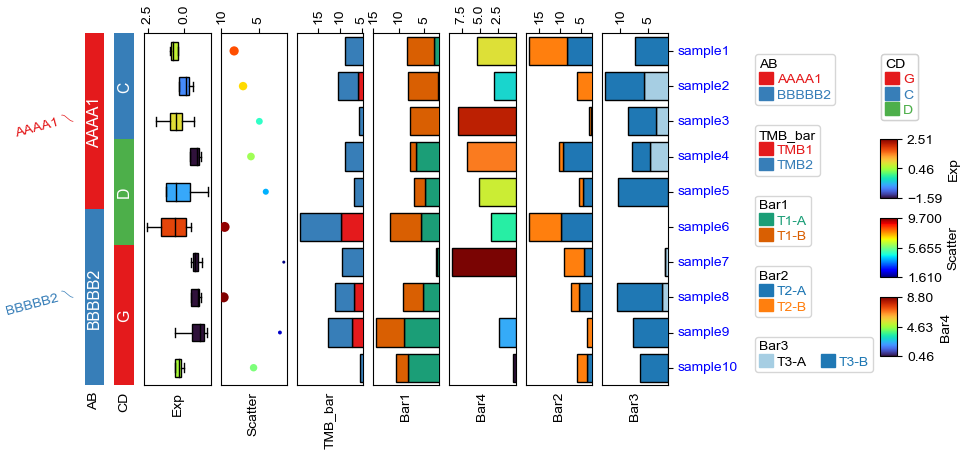 2.5 0.0 10 5 15 10 5 15 5 7.5 5.0 2.5 15 10 5 10 5
AAAA1
BBBBB2
AAAA1
BBBBB2
C
D
G
sample1
sample2
sample3
sample4
sample5
sample6
sample7
sample8
sample9
sample10
AB
CD
Exp
Scatter
TMB_bar
Bar1
Bar4
Bar2
Bar3
AB
AAAA1
BBBBB2
TMB_bar
TMB1
TMB2
Bar1
T1-A
T1-B
Bar2
T2-A
T2-B
Bar3
T3-A T3-B
CD
G
C
D
2.51
0.46
−1.59
Exp
9.700
5.655
1.610
Scatter
8.80
4.63
0.46
Bar4